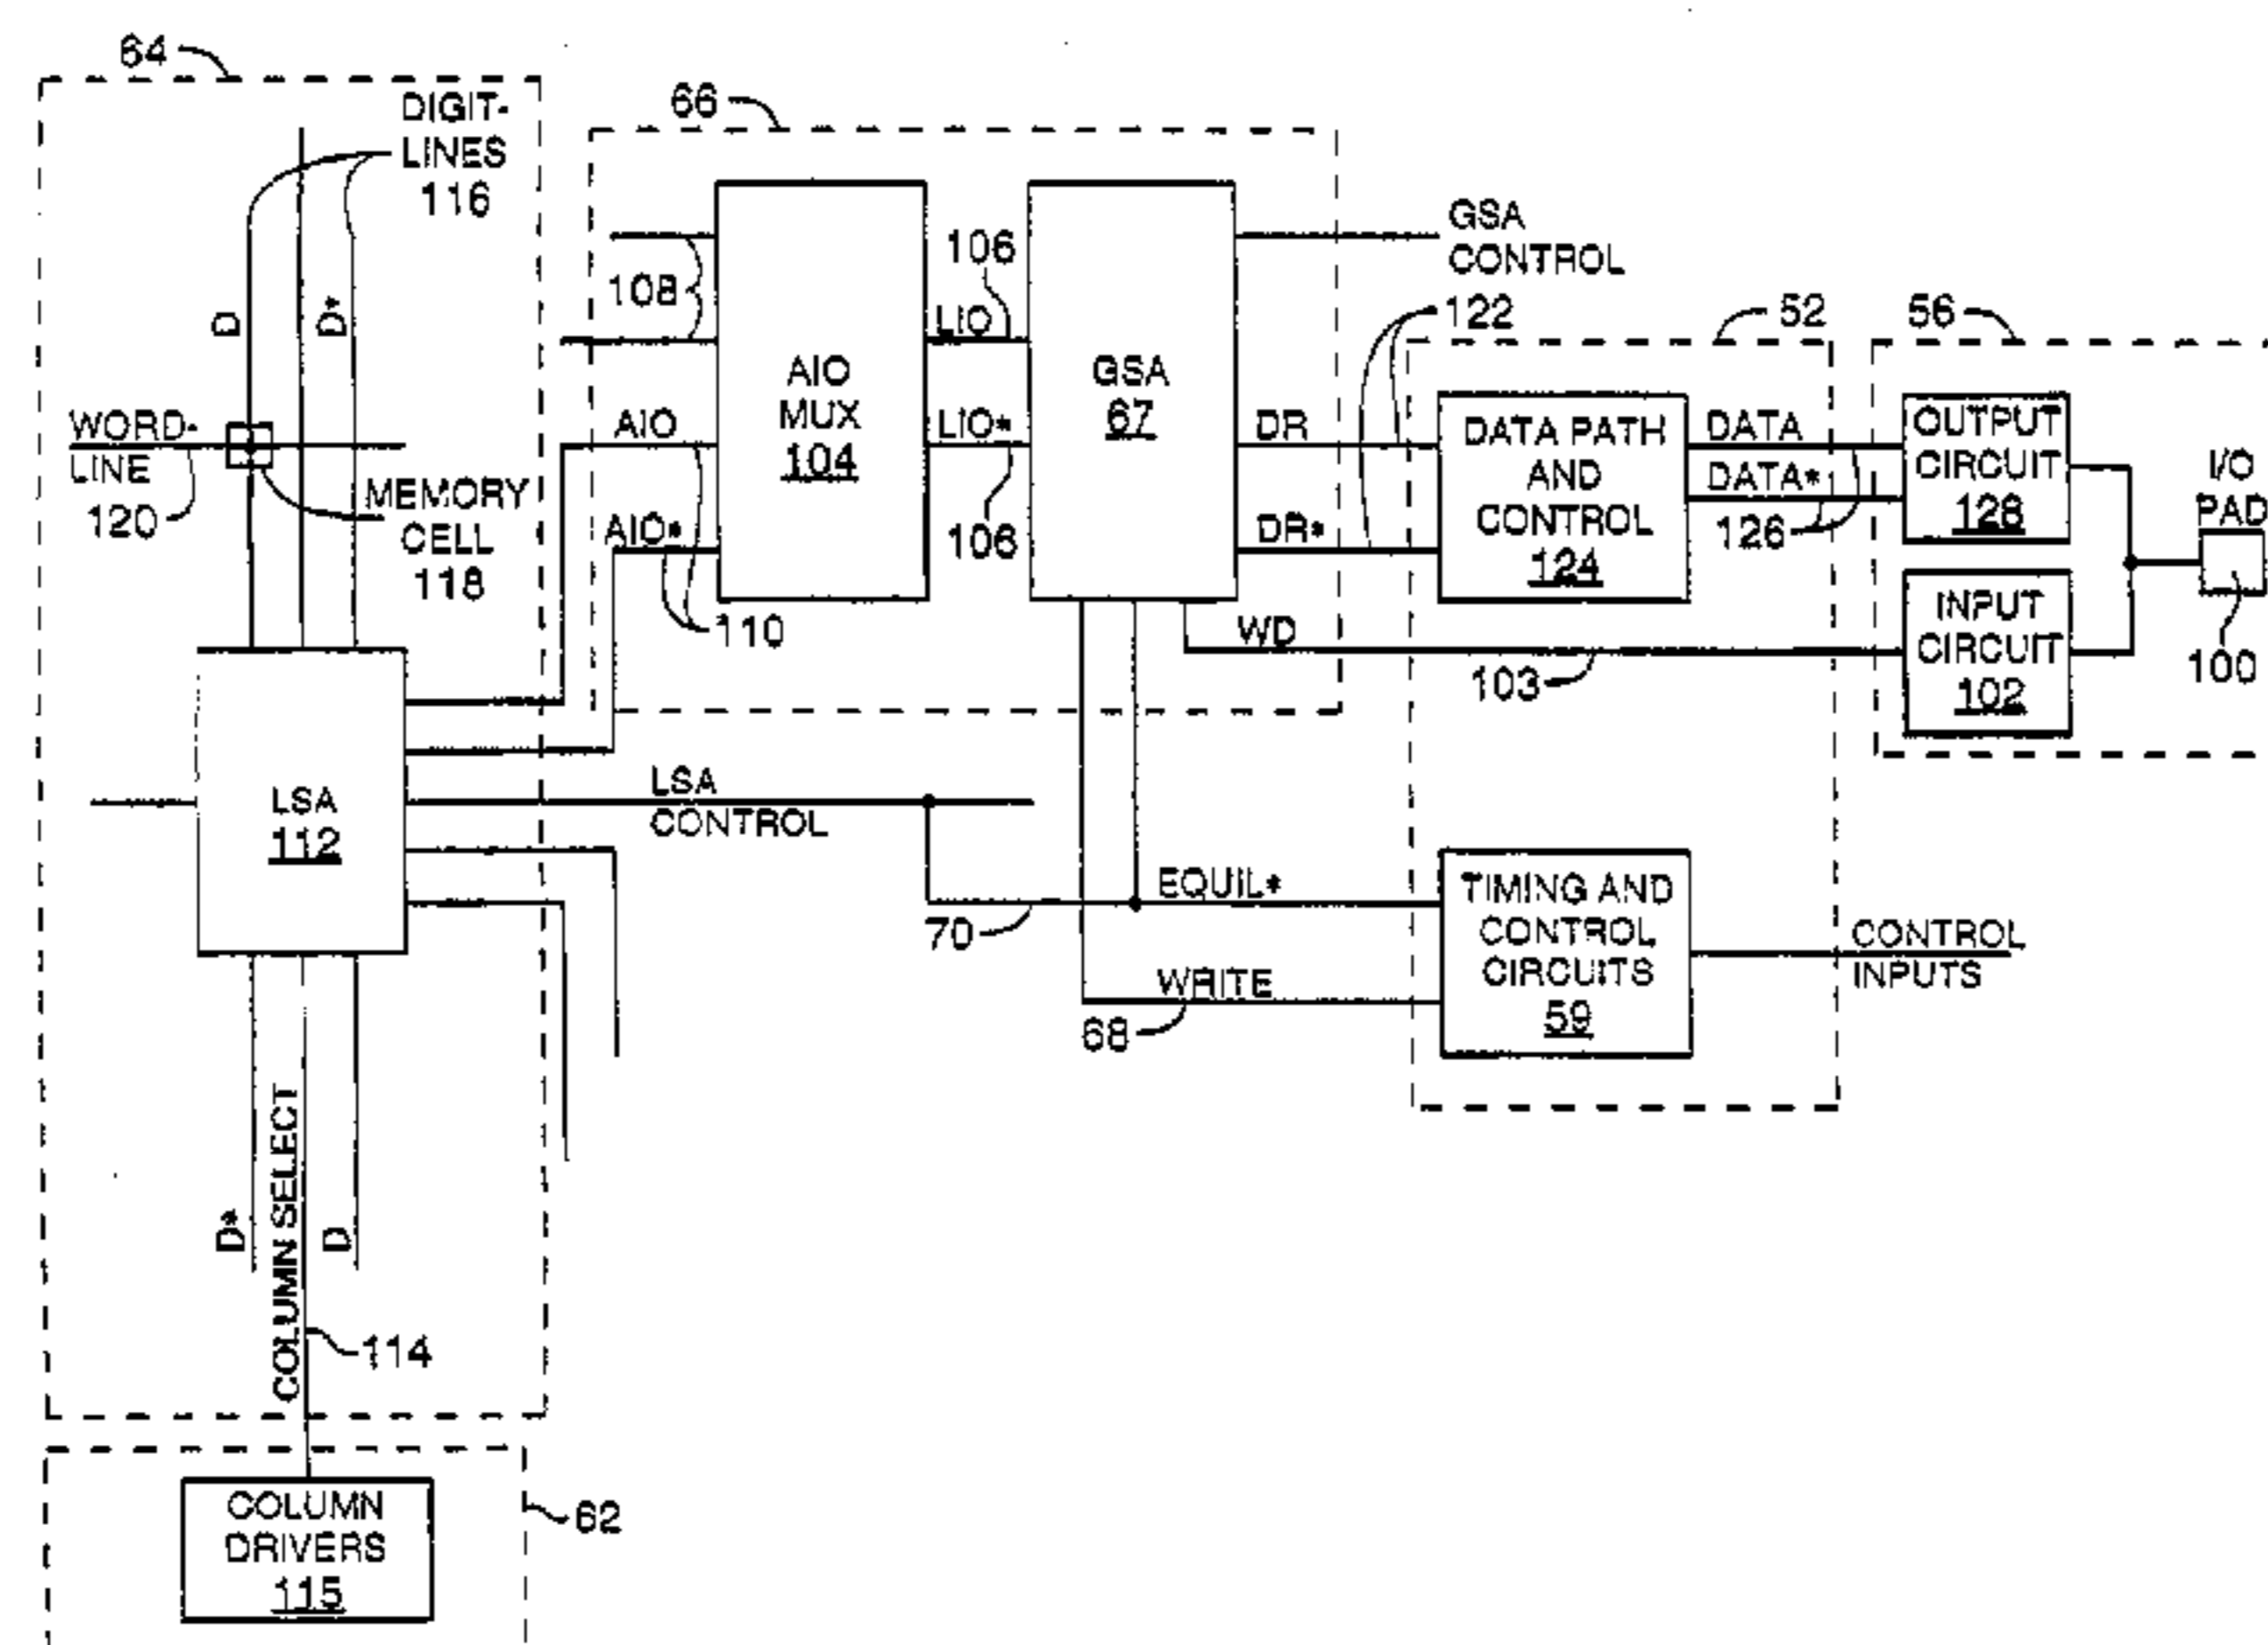 64
DIGIT-
LINES
116
66
D
D*
WORD-
LINE
120
MEMORY
CELL
118
108
AIO
AIO*
110
AIO
MUX
104
106
LIO
LIO*
106
GSA
67
GSA
CONTROL
122
DR
DR*
WD
103
52
DATA PATH
AND
CONTROL
124
DATA
DATA*
126
56
OUTPUT
CIRCUIT
128
INPUT
CIRCUIT
102
I/O
PAD
100
LSA
112
LSA
CONTROL
EQUIL*
70
WRITE
68
TIMING AND
CONTROL
CIRCUITS
59
CONTROL
INPUTS
D*
COLUMN SELECT
D
114
COLUMN
DRIVERS
115
62